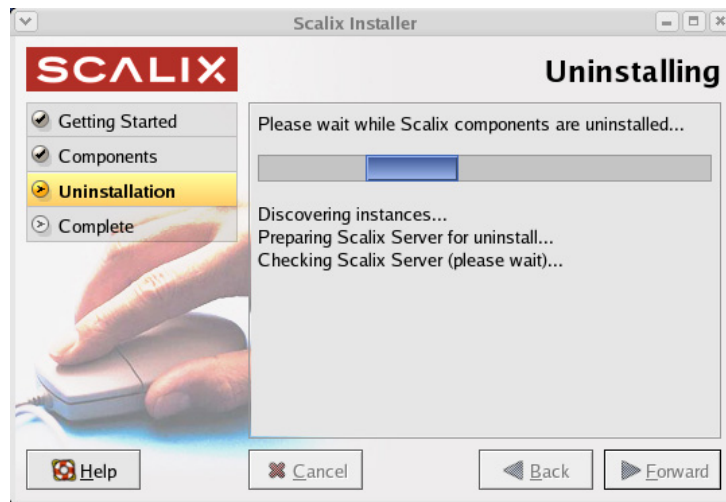 Scalix Installer
SCALIX
Uninstalling
Getting Started
Components
Uninstallation
Complete
Please wait while Scalix components are uninstalled...
Discovering instances...
Preparing Scalix Server for uninstall...
Checking Scalix Server (please wait)...
Help
Cancel
Back
Forward